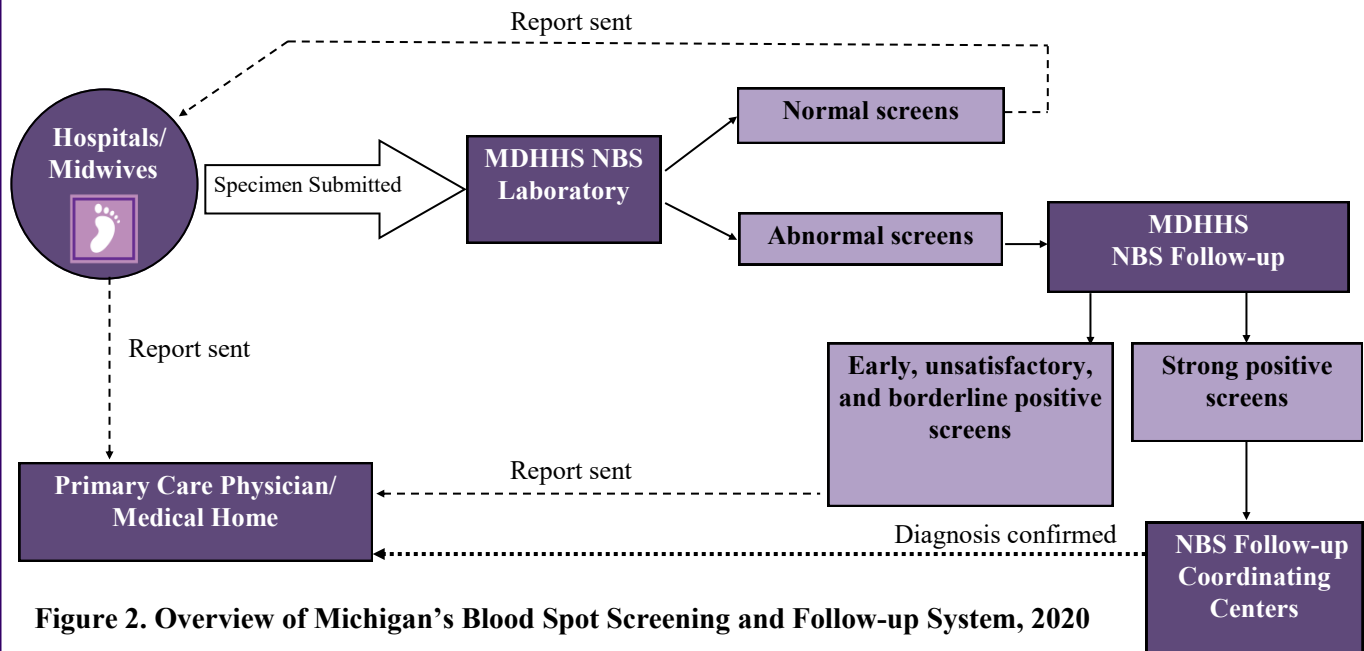 Report sent
Hospitals/
Midwives
Specimen Submitted
MDHHS NBS
Laboratory
Normal screens
Abnormal screens
MDHHS
NBS Follow-up
Report sent
Early, unsatisfactory,
and borderline positive
screens
Strong positive
screens
Report sent
Primary Care Physician/
Medical Home
Diagnosis confirmed
NBS Follow-up
Coordinating
Centers
Figure 2. Overview of Michigan’s Blood Spot Screening and Follow-up System, 2020